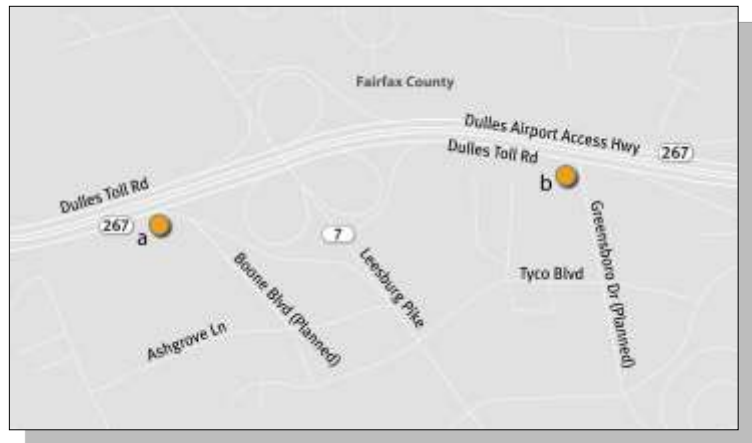 Fairfax County
Dulles Airport Access Hwy
267
Dulles Toll Rd
b
Dulles Toll Rd
267
a
7
Greensboro Dr (Planned)
Boone Blvd (Planned)
Leesburg Pike
Tyco Blvd
Ashgrove Ln